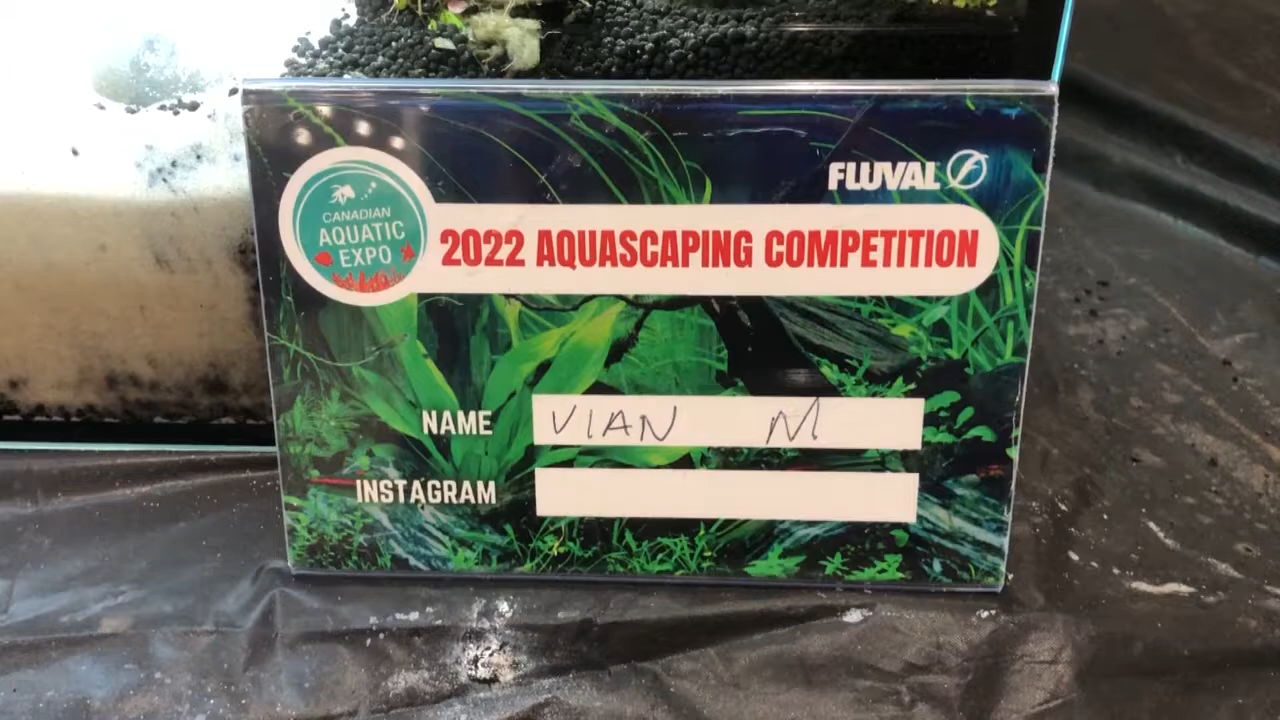 FLUVAL
CANADIAN
AQUATIC
EXPO
2022 AQUASCAPING COMPETITION
NAME VIAN M
INSTAGRAM